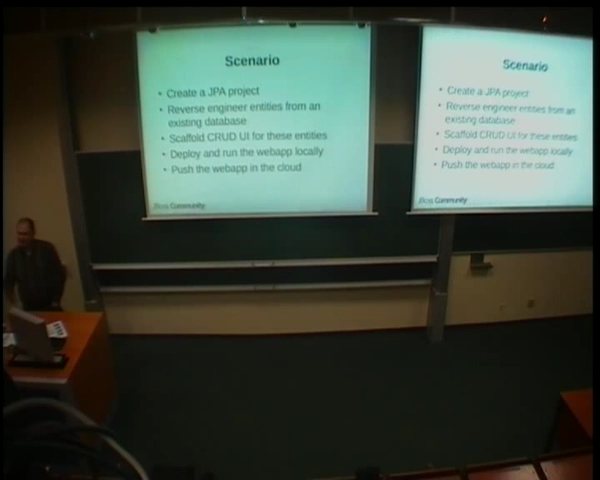 Scenario
• Create a JPA project
• Reverse engineer entities from an
existing database
• Scaffold CRUD UI for these entities
• Deploy and run the webapp locally
• Push the webapp in the cloud
Community
Scenario
• Create a JPA project
• Reverse engineer entities from an
existing database
• Scaffold CRUD UI for these entities
• Deploy and run the webapp locally
• Push the webapp in the cloud
Community